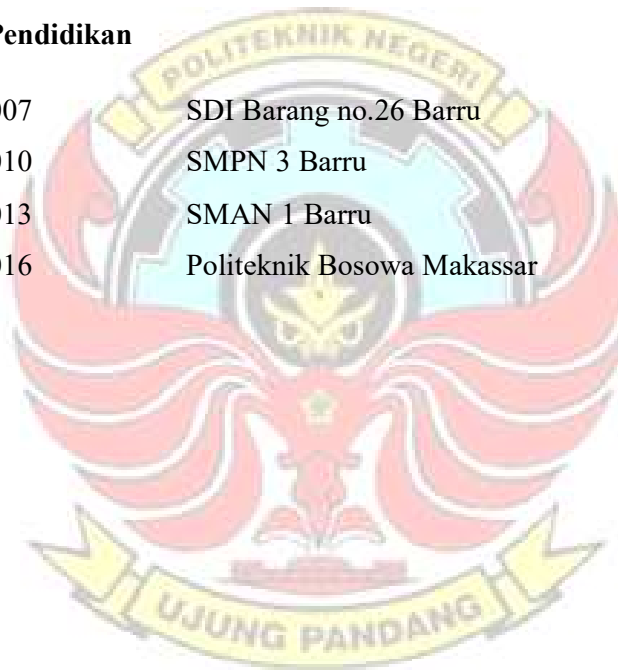 Pendidikan
POLITEKNIK NEGERI
007 SDI Barang no.26 Barru
010 SMPN 3 Barru
013 SMAN 1 Barru
016 Politeknik Bosowa Makassar
UJUNG PANDANG